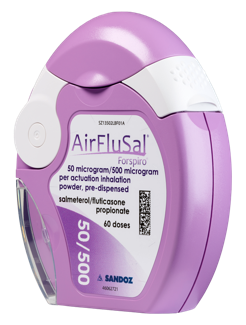 AirFluSal®
Forspiro
50 microgram/500 microgram
per actuation inhalation
powder, pre-dispensed
salmeterol/fluticasone
propionate
60 doses
50/500
SANDOZ